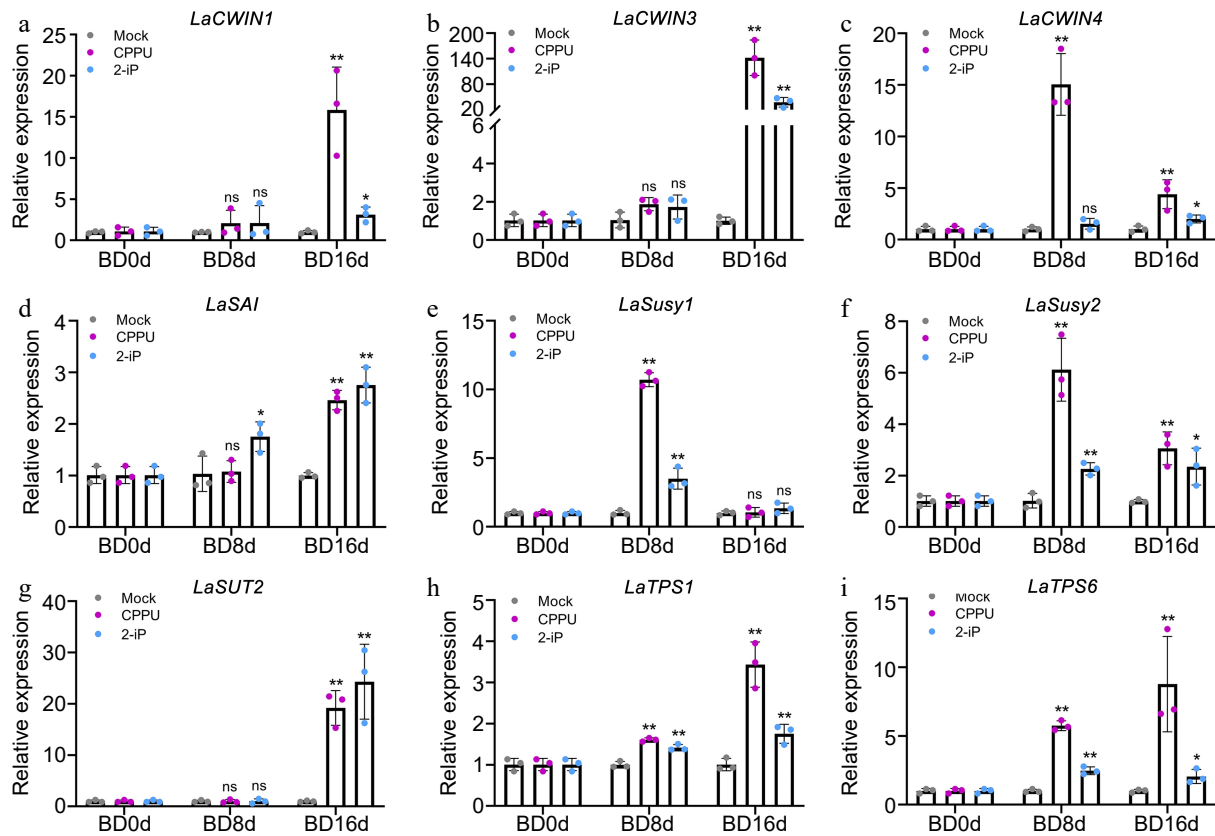 a
LaCWIN1
Relative expression
25
20
15
10
5
0
Mock
CPPU
2-iP
ns
ns
**
*
BD0d
BD8d
BD16d
b
LaCWIN3
Relative expression
200
140
80
20
6
4
2
0
Mock
CPPU
2-iP
ns
ns
**
**
BD0d
BD8d
BD16d
c
LaCWIN4
Relative expression
20
15
10
5
0
Mock
CPPU
2-iP
**
ns
**
*
BD0d
BD8d
BD16d
d
LaSAI
Relative expression
4
3
2
1
0
Mock
CPPU
2-iP
ns
*
**
**
BD0d
BD8d
BD16d
e
LaSusy1
Relative expression
15
10
5
0
Mock
CPPU
2-iP
**
**
ns
ns
BD0d
BD8d
BD16d
f
LaSusy2
Relative expression
8
6
4
2
0
Mock
CPPU
2-iP
**
**
**
*
BD0d
BD8d
BD16d
g
LaSUT2
Relative expression
40
30
20
10
0
Mock
CPPU
2-iP
ns
ns
**
**
BD0d
BD8d
BD16d
h
LaTPS1
Relative expression
5
4
3
2
1
0
Mock
CPPU
2-iP
**
**
**
**
BD0d
BD8d
BD16d
i
LaTPS6
Relative expression
15
10
5
0
Mock
CPPU
2-iP
**
**
**
*
BD0d
BD8d
BD16d